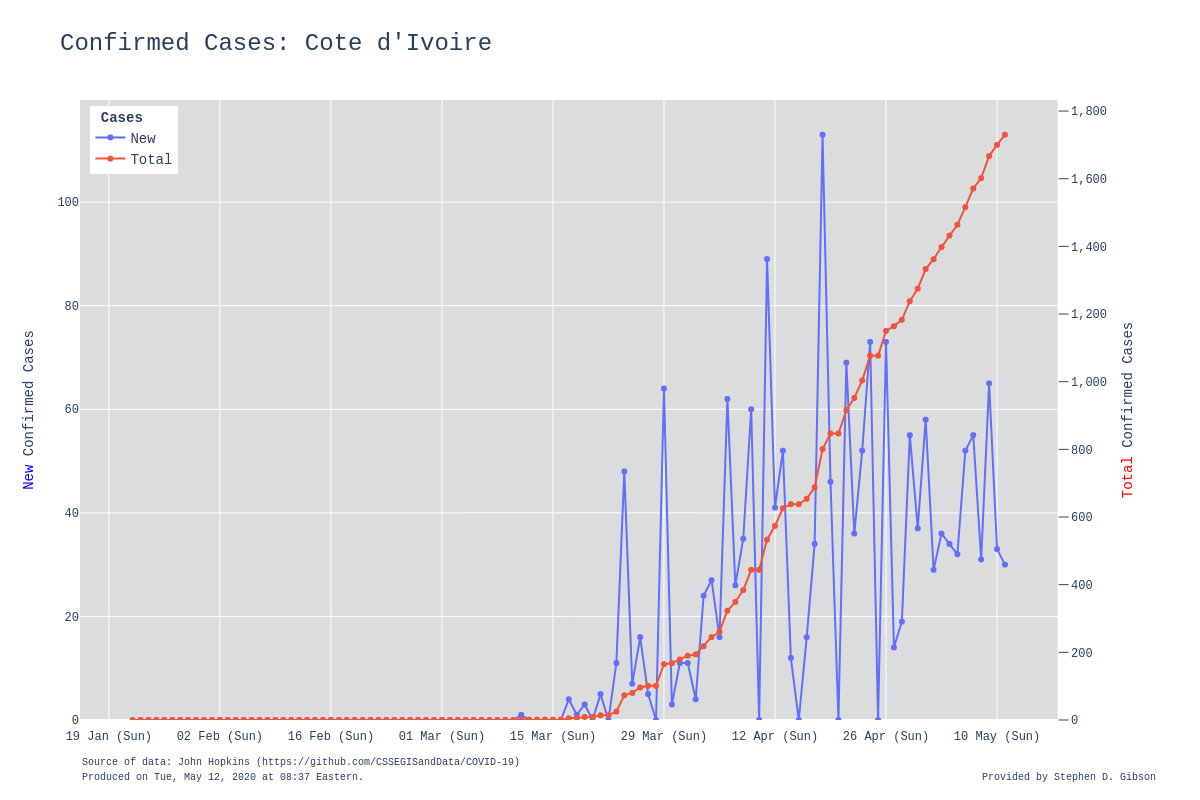 Confirmed Cases: Cote d'Ivoire
Cases
New
Total
100
80
60
40
20
0
New Confirmed Cases
1,800
1,600
1,400
1,200
1,000
800
600
400
200
0
Total Confirmed Cases
19 Jan (Sun) 02 Feb (Sun) 16 Feb (Sun) 01 Mar (Sun) 15 Mar (Sun) 29 Mar (Sun) 12 Apr (Sun) 26 Apr (Sun) 10 May (Sun)
Source of data: John Hopkins (https://github.com/CSSEGISandData/COVID-19)
Produced on Tue, May 12, 2020 at 08:37 Eastern.
Provided by Stephen D. Gibson